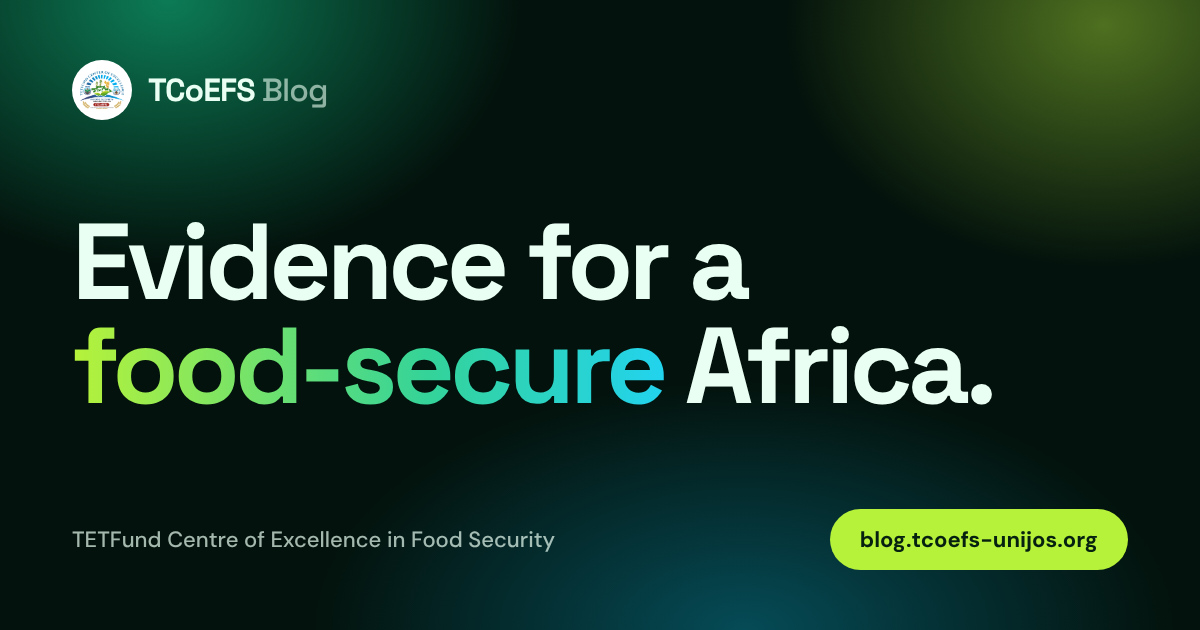 TCoEFS Blog
Evidence for a
food-secure Africa.
TETFund Centre of Excellence in Food Security
blog.tcoefs-unijos.org